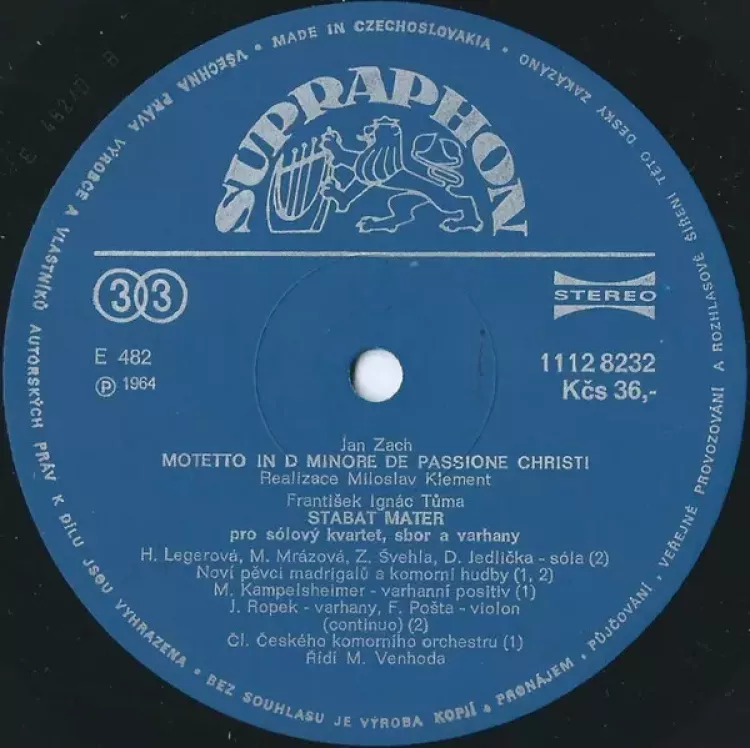 VŠECHNA PRÁVA VÝROBCE A VLASTNÍKŮ AUTORSKÝCH PRÁV K DÍLU JSOU VYHRAZENA • BEZ SOUHLASU JE VÝROBA KOPIÍ, PRONÁJEM, PŮJČOVÁNÍ, VEŘEJNÉ PROVOZOVÁNÍ A ROZHLASOVÉ ŠÍŘENÍ TÉTO DESKY ZAKÁZÁNO • MADE IN CZECHOSLOVAKIA •
SUPRAPHON
33
STEREO
E 482
1112 8232
Ⓟ 1964
Kčs 36,-
Jan Zach
MOTETTO IN D MINORE DE PASSIONE CHRISTI
Realizace Miloslav Klement
František Ignác Tůma
STABAT MATER
pro sólový kvartet, sbor a varhany
H. Legerová, M. Mrázová, Z. Švehla, D. Jedlička - sóla (2)
Noví pěvci madrigalů a komorní hudby (1, 2)
M. Kampelsheimer - varhanní positiv (1)
J. Ropek - varhany, F. Pošta - violon
(continuo) (2)
Čl. Českého komorního orchestru (1)
Řídí M. Venhoda